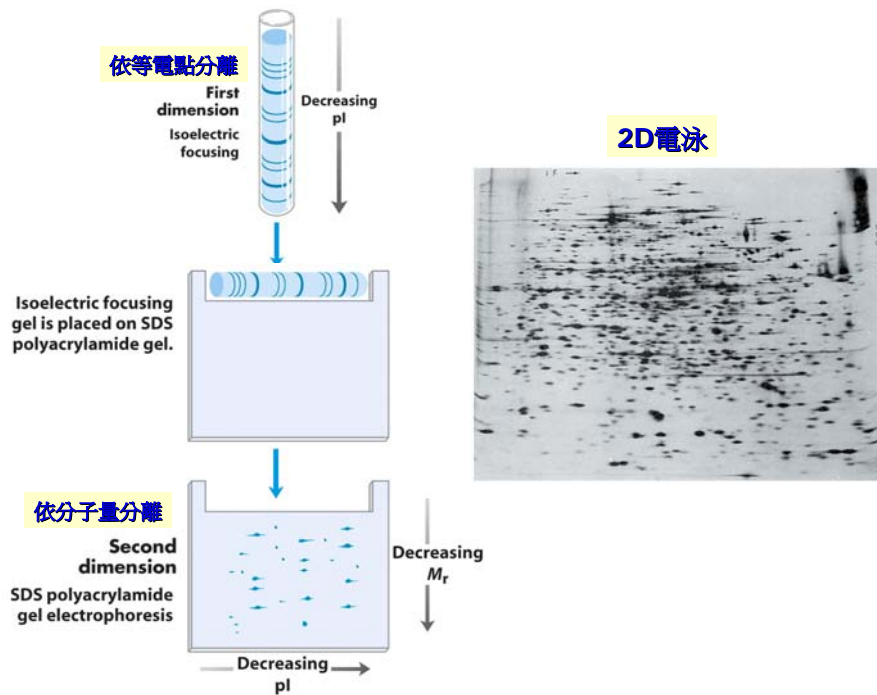 依等電點分離
First
dimension
Isoelectric
focusing
Decreasing
pI
2D電泳
Isoelectric focusing
gel is placed on SDS
polyacrylamide gel.
依分子量分離
Second
dimension
SDS polyacrylamide
gel electrophoresis
Decreasing
Mr
Decreasing
pI